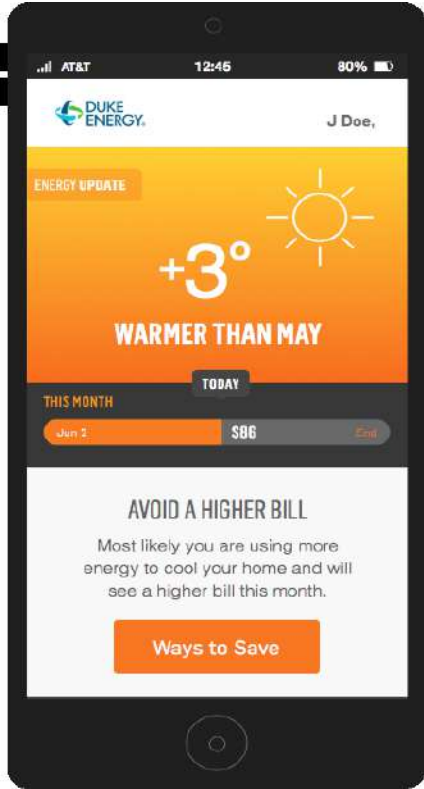 AT&T 12:45 80%
DUKE
ENERGY.
J Doe,
ENERGY UPDATE
+3°
WARMER THAN MAY
TODAY
THIS MONTH
Jun 2 $86 End
AVOID A HIGHER BILL
Most likely you are using more
energy to cool your home and will
see a higher bill this month.
Ways to Save